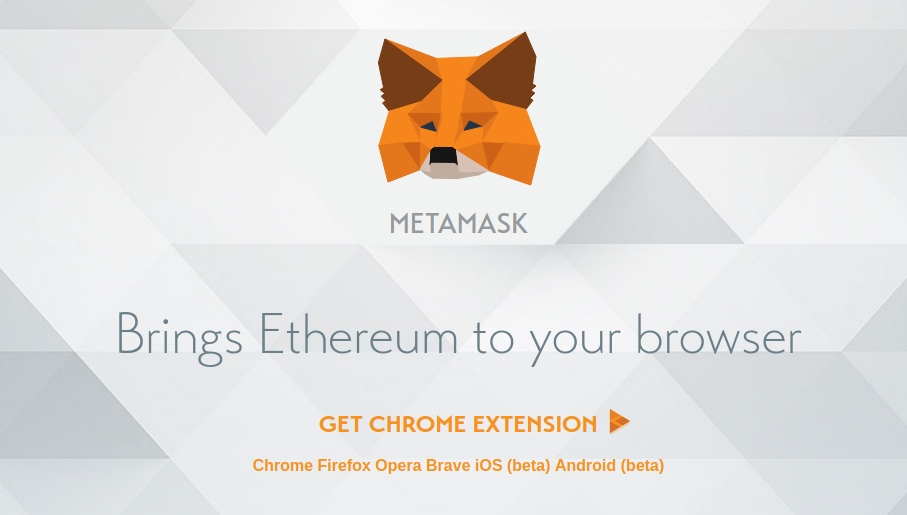 METAMASK
Brings Ethereum to your browser
GET CHROME EXTENSION
Chrome Firefox Opera Brave iOS (beta) Android (beta)